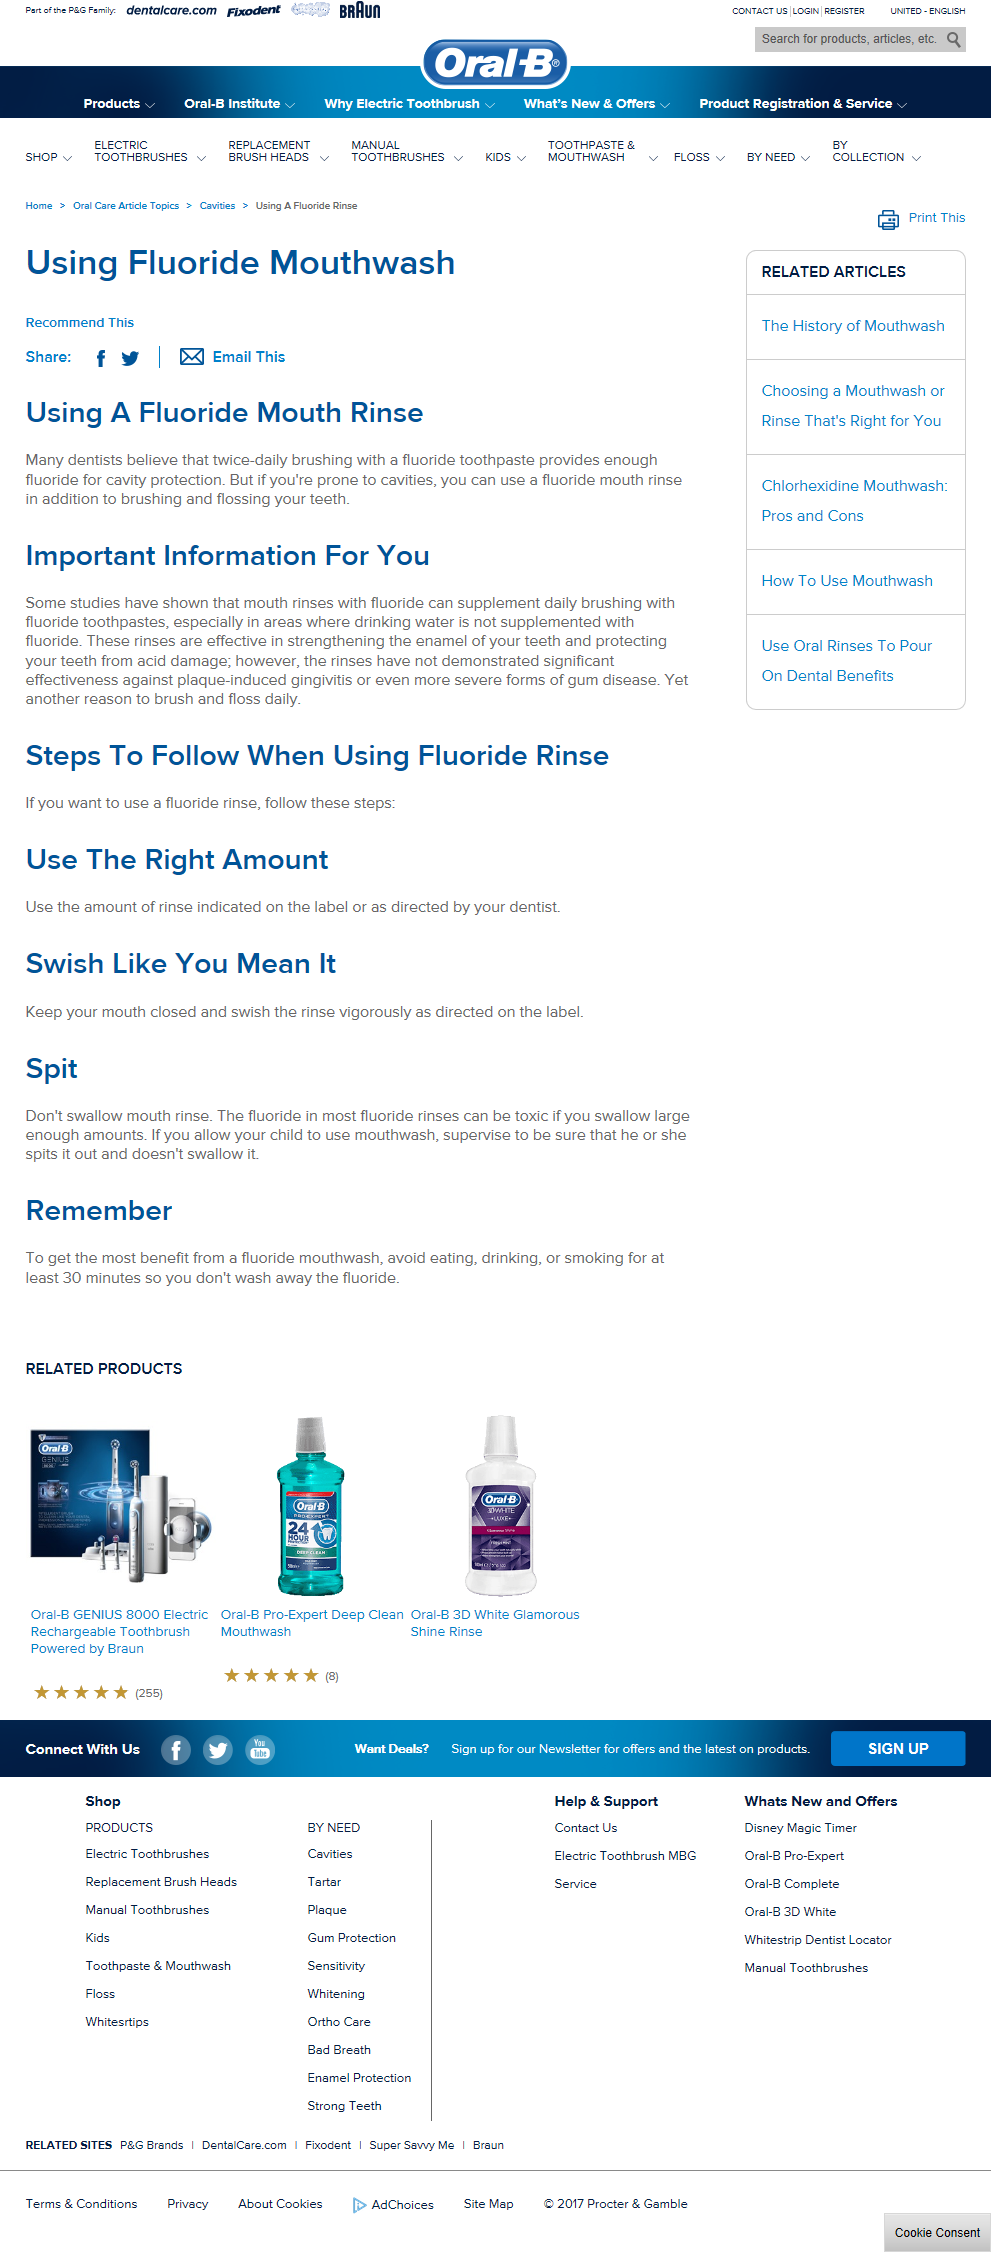 Part of the P&G Family: dentalcare.com Fixodent BRAUN
CONTACT US | LOGIN | REGISTER UNITED - ENGLISH
Search for products, articles, etc.
Oral-B®
Products Oral-B Institute Why Electric Toothbrush What's New & Offers Product Registration & Service
SHOP ELECTRIC TOOTHBRUSHES REPLACEMENT BRUSH HEADS MANUAL TOOTHBRUSHES KIDS TOOTHPASTE & MOUTHWASH FLOSS BY NEED BY COLLECTION
Home > Oral Care Article Topics > Cavities > Using A Fluoride Rinse
Print This
Using Fluoride Mouthwash
Recommend This
Share: Email This
Using A Fluoride Mouth Rinse
Many dentists believe that twice-daily brushing with a fluoride toothpaste provides enough
fluoride for cavity protection. But if you're prone to cavities, you can use a fluoride mouth rinse
in addition to brushing and flossing your teeth.
Important Information For You
Some studies have shown that mouth rinses with fluoride can supplement daily brushing with
fluoride toothpastes, especially in areas where drinking water is not supplemented with
fluoride. These rinses are effective in strengthening the enamel of your teeth and protecting
your teeth from acid damage; however, the rinses have not demonstrated significant
effectiveness against plaque-induced gingivitis or even more severe forms of gum disease. Yet
another reason to brush and floss daily.
Steps To Follow When Using Fluoride Rinse
If you want to use a fluoride rinse, follow these steps:
Use The Right Amount
Use the amount of rinse indicated on the label or as directed by your dentist.
Swish Like You Mean It
Keep your mouth closed and swish the rinse vigorously as directed on the label.
Spit
Don't swallow mouth rinse. The fluoride in most fluoride rinses can be toxic if you swallow large
enough amounts. If you allow your child to use mouthwash, supervise to be sure that he or she
spits it out and doesn't swallow it.
Remember
To get the most benefit from a fluoride mouthwash, avoid eating, drinking, or smoking for at
least 30 minutes so you don't wash away the fluoride.
RELATED ARTICLES
The History of Mouthwash
Choosing a Mouthwash or
Rinse That's Right for You
Chlorhexidine Mouthwash:
Pros and Cons
How To Use Mouthwash
Use Oral Rinses To Pour
On Dental Benefits
RELATED PRODUCTS
Oral-B
GENIUS
Oral-B
PRO-EXPERT
24
HOUR
DEEP CLEAN
Oral-B
3DWHITE
LUXE
Oral-B GENIUS 8000 Electric
Rechargeable Toothbrush
Powered by Braun
(255)
Oral-B Pro-Expert Deep Clean
Mouthwash
(8)
Oral-B 3D White Glamorous
Shine Rinse
Connect With Us You Tube Want Deals? Sign up for our Newsletter for offers and the latest on products. SIGN UP
Shop
PRODUCTS
Electric Toothbrushes
Replacement Brush Heads
Manual Toothbrushes
Kids
Toothpaste & Mouthwash
Floss
Whitesrtips
BY NEED
Cavities
Tartar
Plaque
Gum Protection
Sensitivity
Whitening
Ortho Care
Bad Breath
Enamel Protection
Strong Teeth
Help & Support
Contact Us
Electric Toothbrush MBG
Service
Whats New and Offers
Disney Magic Timer
Oral-B Pro-Expert
Oral-B Complete
Oral-B 3D White
Whitestrip Dentist Locator
Manual Toothbrushes
RELATED SITES P&G Brands | DentalCare.com | Fixodent | Super Savvy Me | Braun
Terms & Conditions Privacy About Cookies AdChoices Site Map © 2017 Procter & Gamble
Cookie Consent